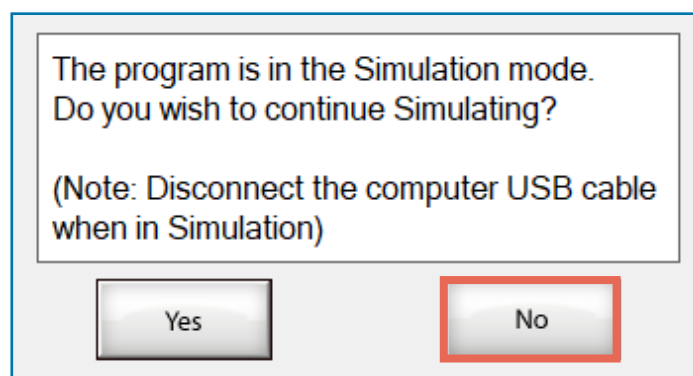 The program is in the Simulation mode.
Do you wish to continue Simulating?
(Note: Disconnect the computer USB cable
when in Simulation)
Yes
No